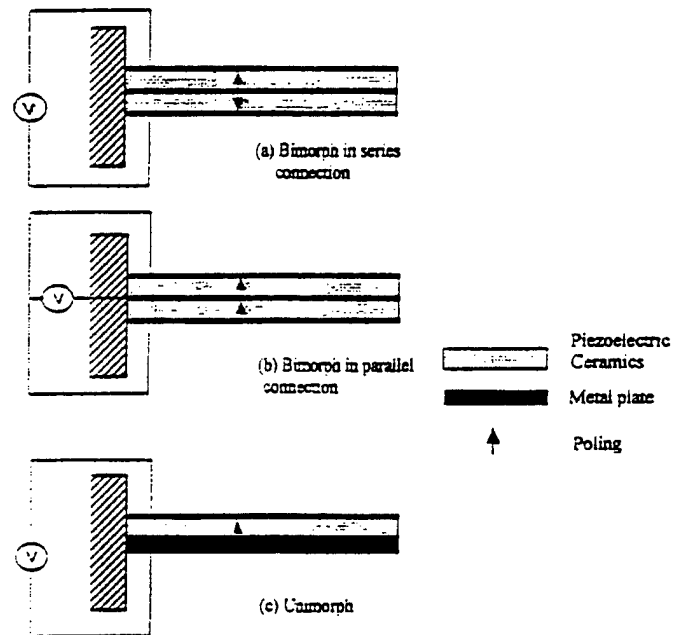 V
(a) Bimorph in series
connection
V
(b) Bimorph in parallel
connection
Piezoelectric
Ceramics
Metal plate
Poling
V
(c) Unimorph